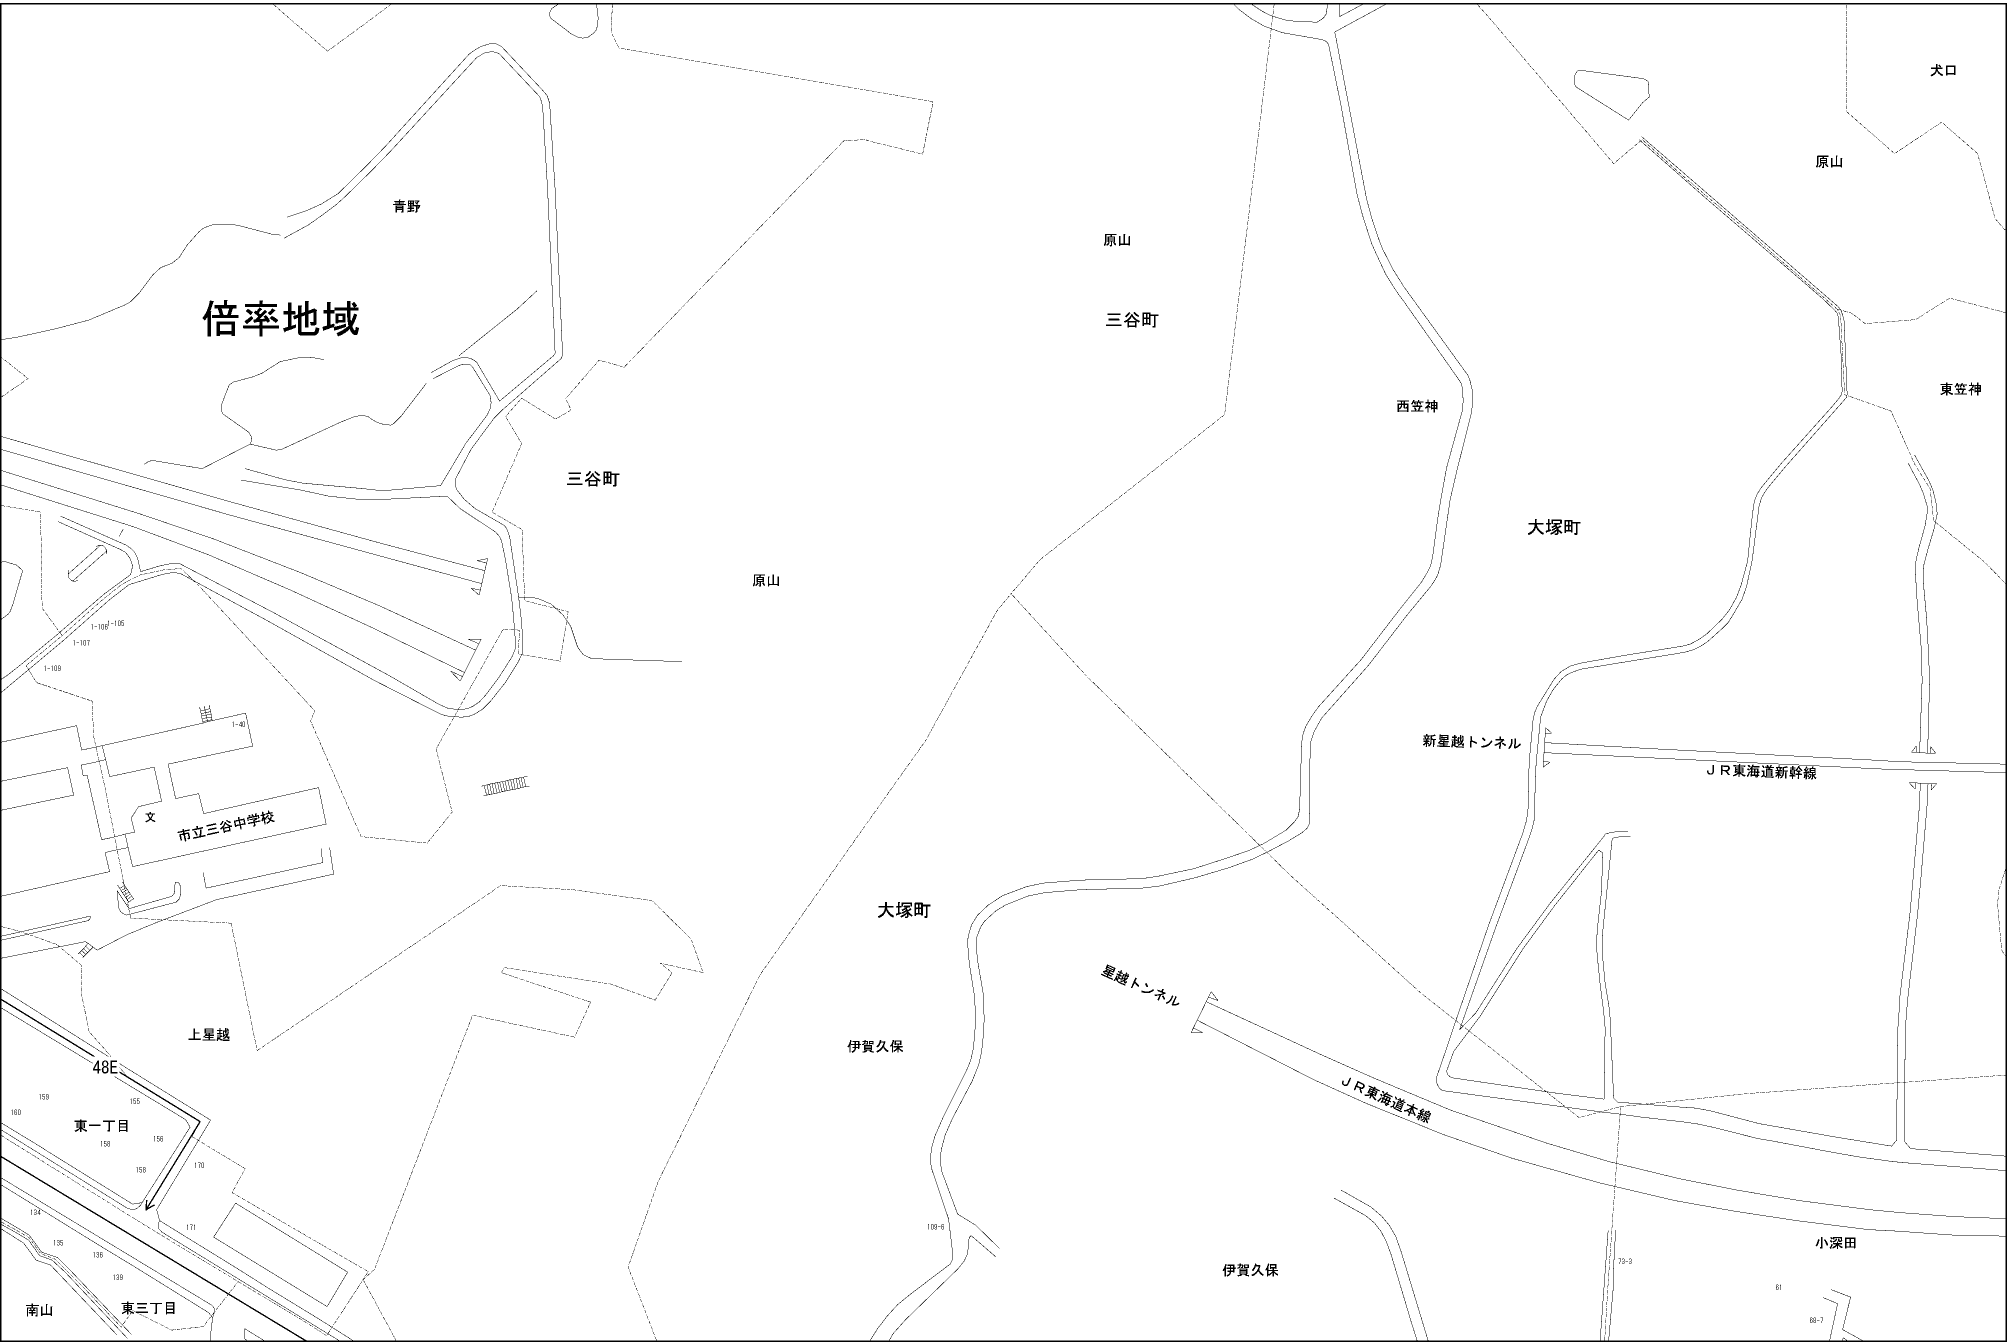 犬口
原山
青野
原山
倍率地域
三谷町
東笠神
西笠神
三谷町
大塚町
原山
1-106
1-105
1-107
1-109
1-40
新星越トンネル
JR東海道新幹線
文
市立三谷中学校
大塚町
星越トンネル
上星越
伊賀久保
48E
JR東海道本線
159
155
160
東一丁目
156
158
158
170
134
171
109-6
135
136
139
小深田
73-3
伊賀久保
61
南山
東三丁目
68-7